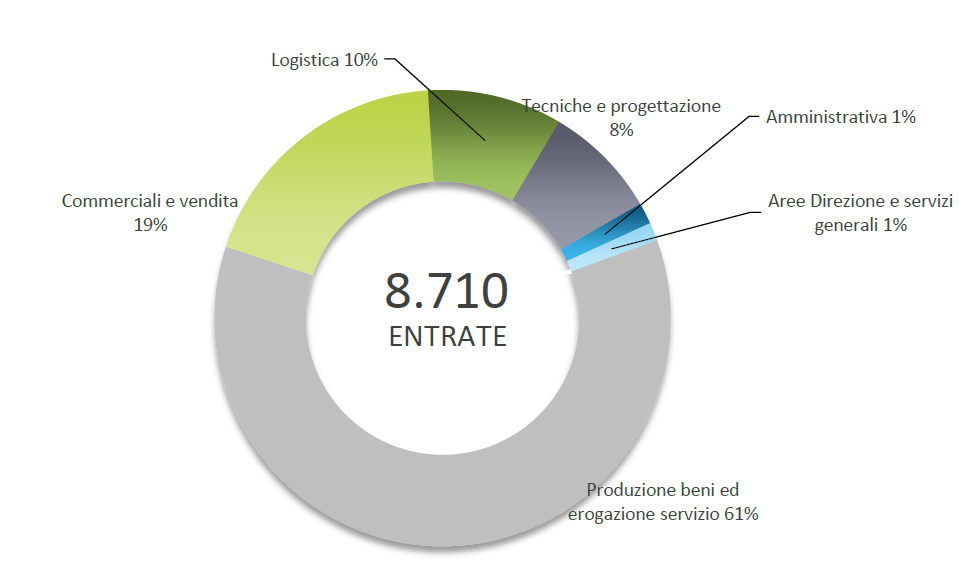 Logistica 10%
Tecniche e progettazione
8%
Amministrativa 1%
Commerciali e vendita
19%
Aree Direzione e servizi
generali 1%
8.710
ENTRATE
Produzione beni ed
erogazione servizio 61%